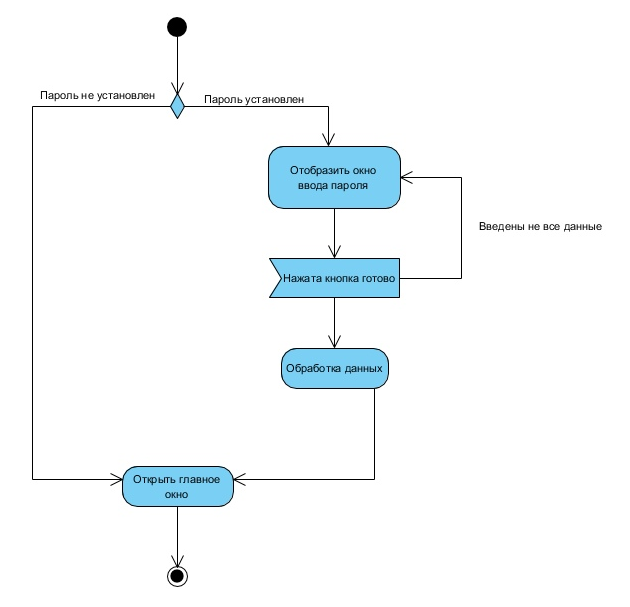 Пароль не установлен
Пароль установлен
Отобразить окно
ввода пароля
Введены не все данные
Нажата кнопка готово
Обработка данных
Открыть главное
окно